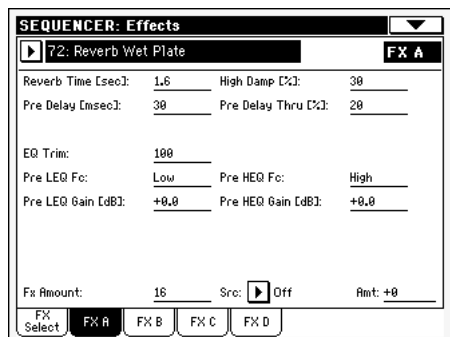 SEQUENCER: Effects
72: Reverb Wet Plate FX A
Reverb Time [sec]: 1.6 High Damp [%]: 30
Pre Delay [msec]: 30 Pre Delay Thru [%]: 20
EQ Trim: 100
Pre LEQ Fc: Low Pre HEQ Fc: High
Pre LEQ Gain [dB]: +0.0 Pre HEQ Gain [dB]: +0.0
Fx Amount: 16 Src: Off Amt: +0
FX Select FX A FX B FX C FX D